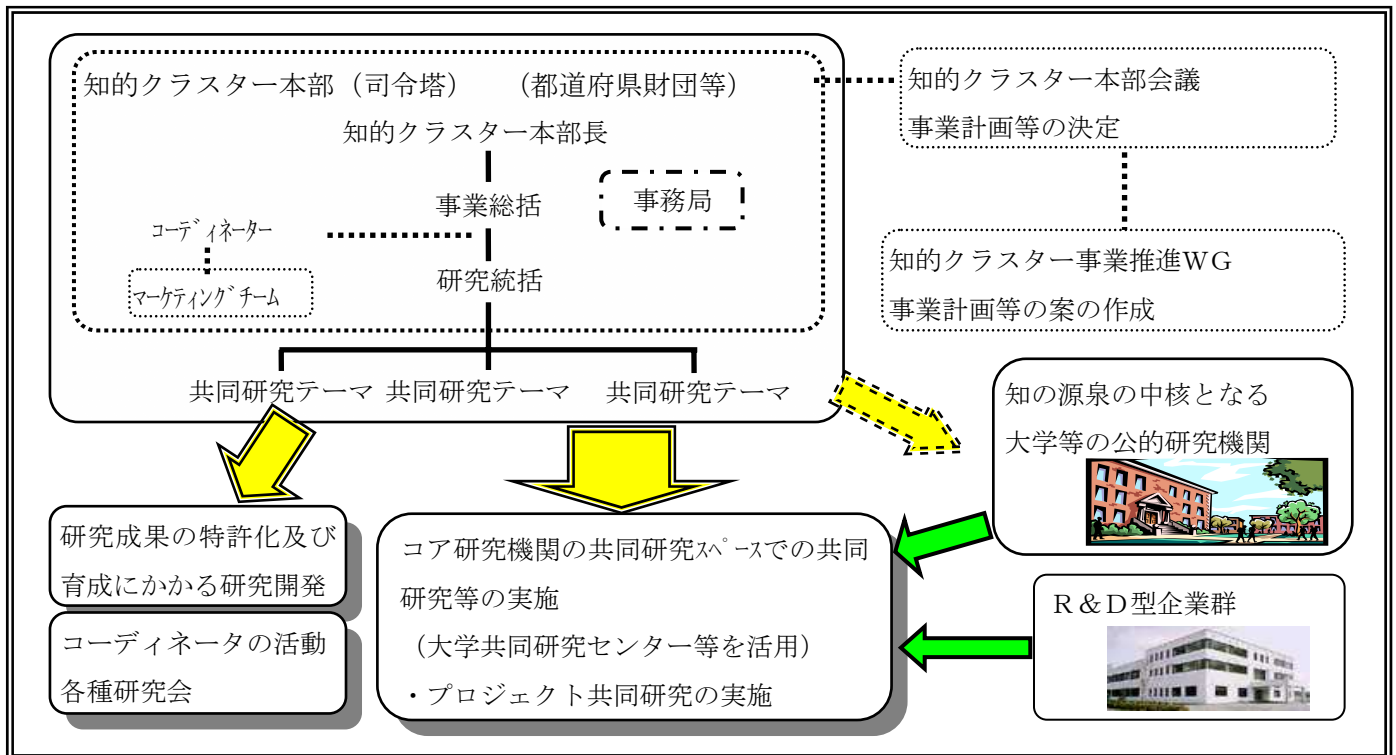 知的クラスター本部（司令塔）　（都道府県財団等）
知的クラスター本部長
事業総括
事務局
コーディネーター
マーケティングチーム
研究統括
共同研究テーマ　共同研究テーマ　共同研究テーマ
知的クラスター本部会議
事業計画等の決定
知的クラスター事業推進ＷＧ
事業計画等の案の作成
知の源泉の中核となる
大学等の公的研究機関
研究成果の特許化及び
育成にかかる研究開発
コーディネータの活動
各種研究会
コア研究機関の共同研究ｽﾍﾟｰｽでの共同
研究等の実施
（大学共同研究センター等を活用）
・プロジェクト共同研究の実施
Ｒ＆Ｄ型企業群